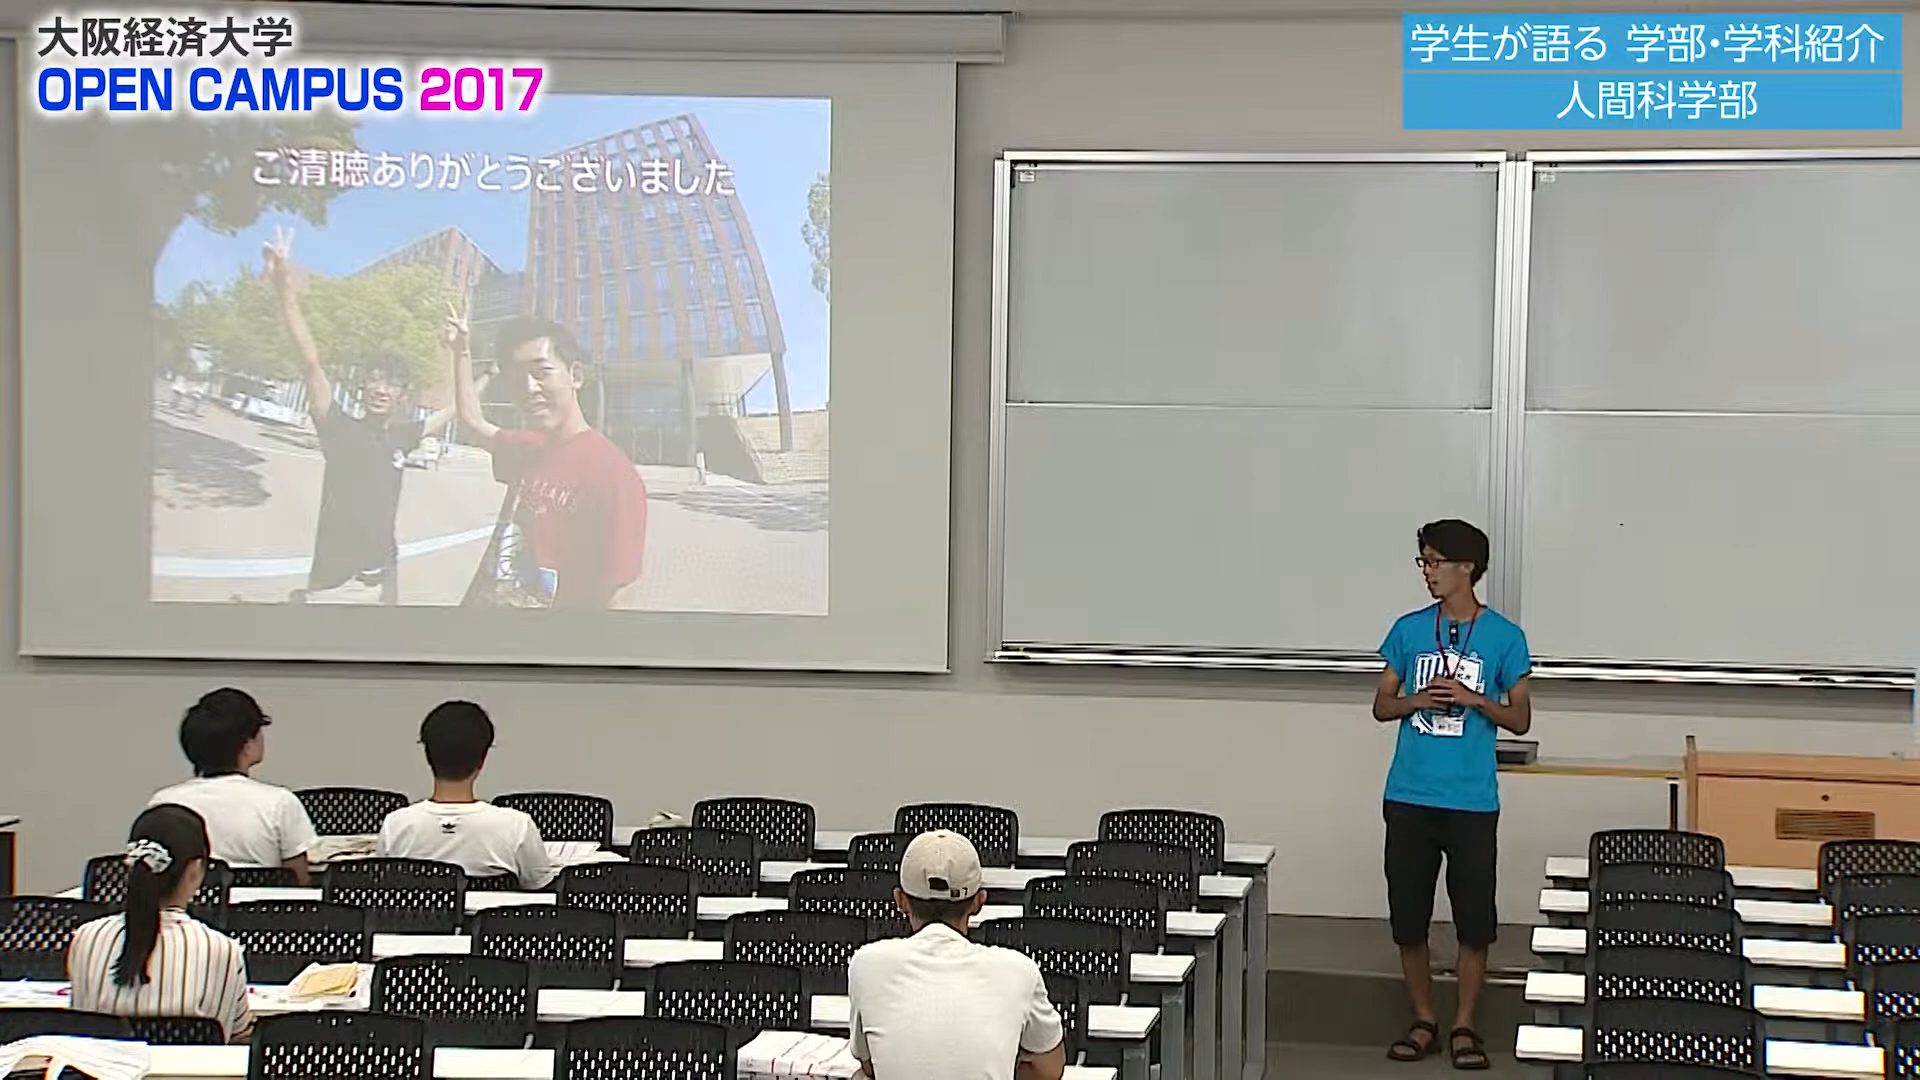 大阪経済大学
OPEN CAMPUS 2017
学生が語る 学部・学科紹介
人間科学部
ご清聴ありがとうございました